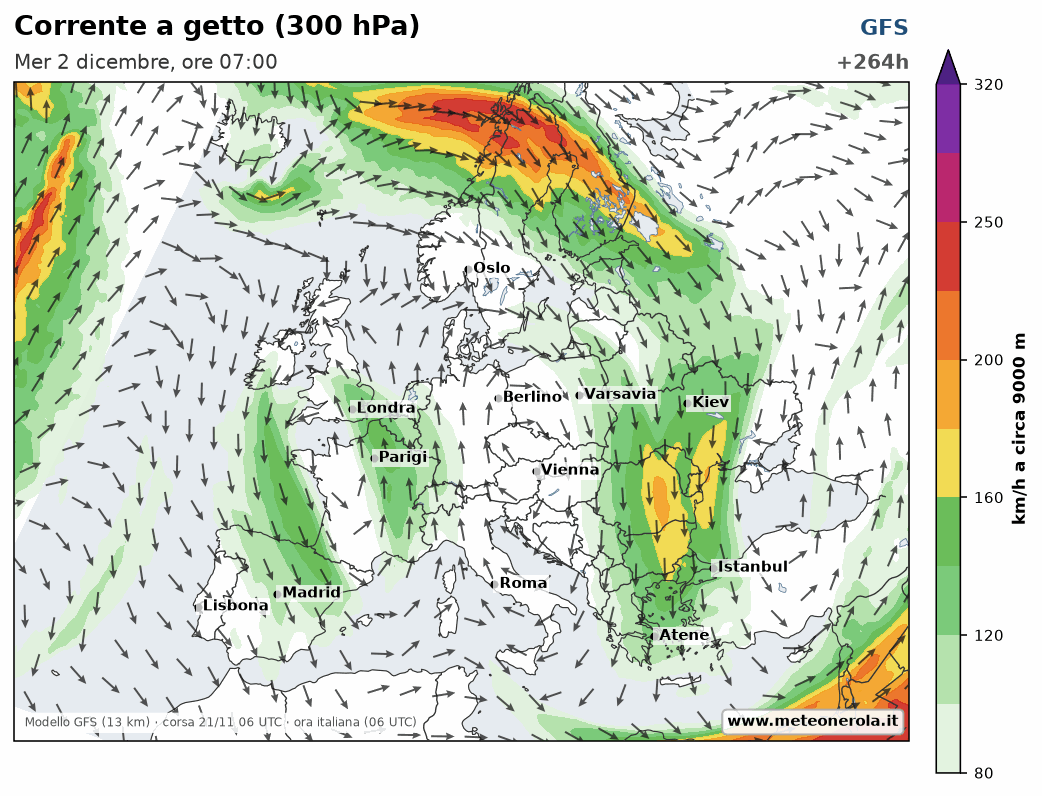 Corrente a getto (300 hPa)
GFS
Mer 2 dicembre, ore 07:00
+264h
320
250
200
160
120
80
km/h a circa 9000 m
Oslo
Berlino
Varsavia
Kiev
Londra
Parigi
Vienna
Istanbul
Roma
Madrid
Lisbona
Atene
Modello GFS (13 km) · corsa 21/11 06 UTC · ora italiana (06 UTC)
www.meteonerola.it